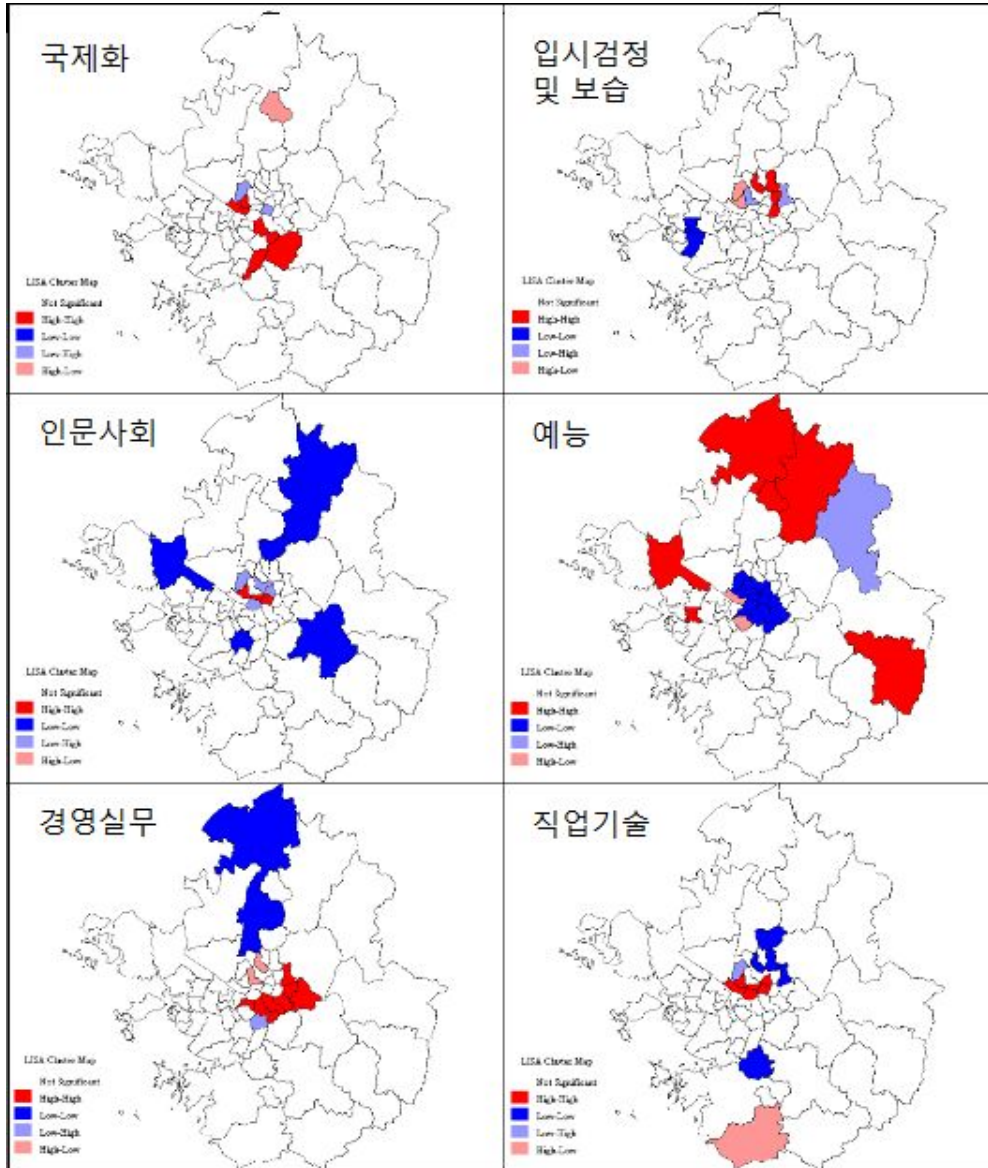 국제화
LISA Cluster Map
Not Significant
High-High
Low-Low
Low-High
High-Low
입시검정
및 보습
LISA Cluster Map
Not Significant
High-High
Low-Low
Low-High
High-Low
인문사회
LISA Cluster Map
Not Significant
High-High
Low-Low
Low-High
High-Low
예능
LISA Cluster Map
Not Significant
High-High
Low-Low
Low-High
High-Low
경영실무
LISA Cluster Map
Not Significant
High-High
Low-Low
Low-High
High-Low
직업기술
LISA Cluster Map
Not Significant
High-High
Low-Low
Low-High
High-Low